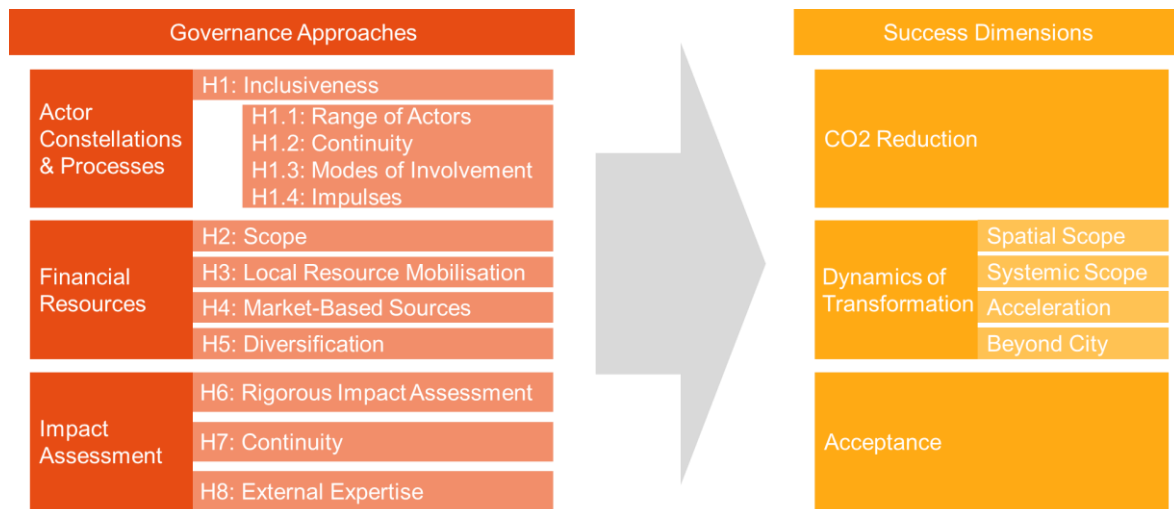 Governance Approaches
Actor
Constellations
& Processes
H1: Inclusiveness
H1.1: Range of Actors
H1.2: Continuity
H1.3: Modes of Involvement
H1.4: Impulses
Financial
Resources
H2: Scope
H3: Local Resource Mobilisation
H4: Market-Based Sources
H5: Diversification
Impact
Assessment
H6: Rigorous Impact Assessment
H7: Continuity
H8: External Expertise
Success Dimensions
CO2 Reduction
Dynamics of
Transformation
Spatial Scope
Systemic Scope
Acceleration
Beyond City
Acceptance